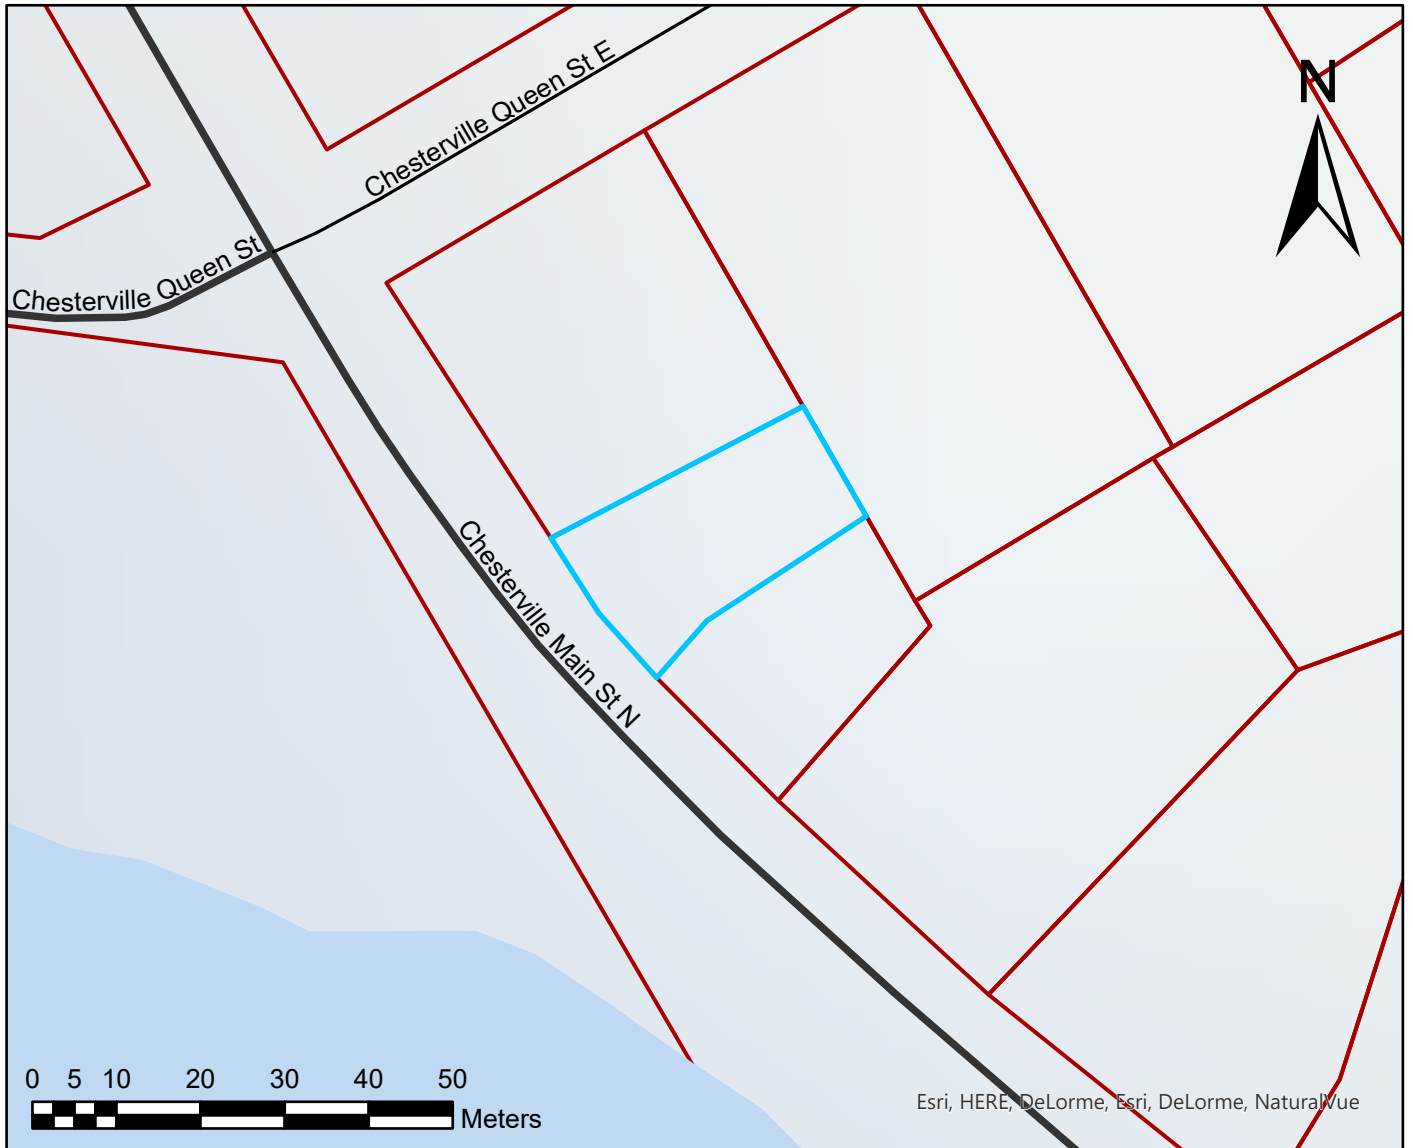 N
Chesterville Queen St E
Chesterville Queen St
Chesterville Main St N
0 5 10 20 30 40 50
Meters
Esri, HERE, DeLorme, Esri, DeLorme, NaturalVue